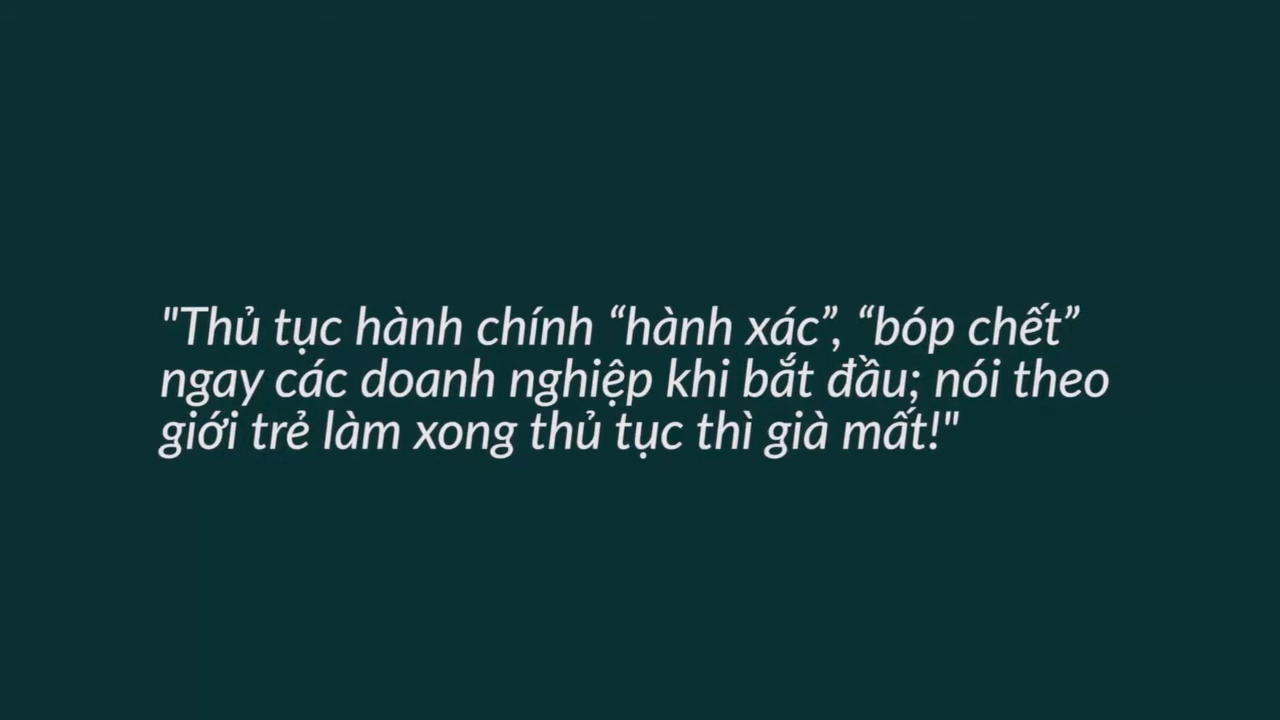 "Thủ tục hành chính “hành xác”, “bóp chết”
ngay các doanh nghiệp khi bắt đầu; nói theo
giới trẻ làm xong thủ tục thì già mất!"